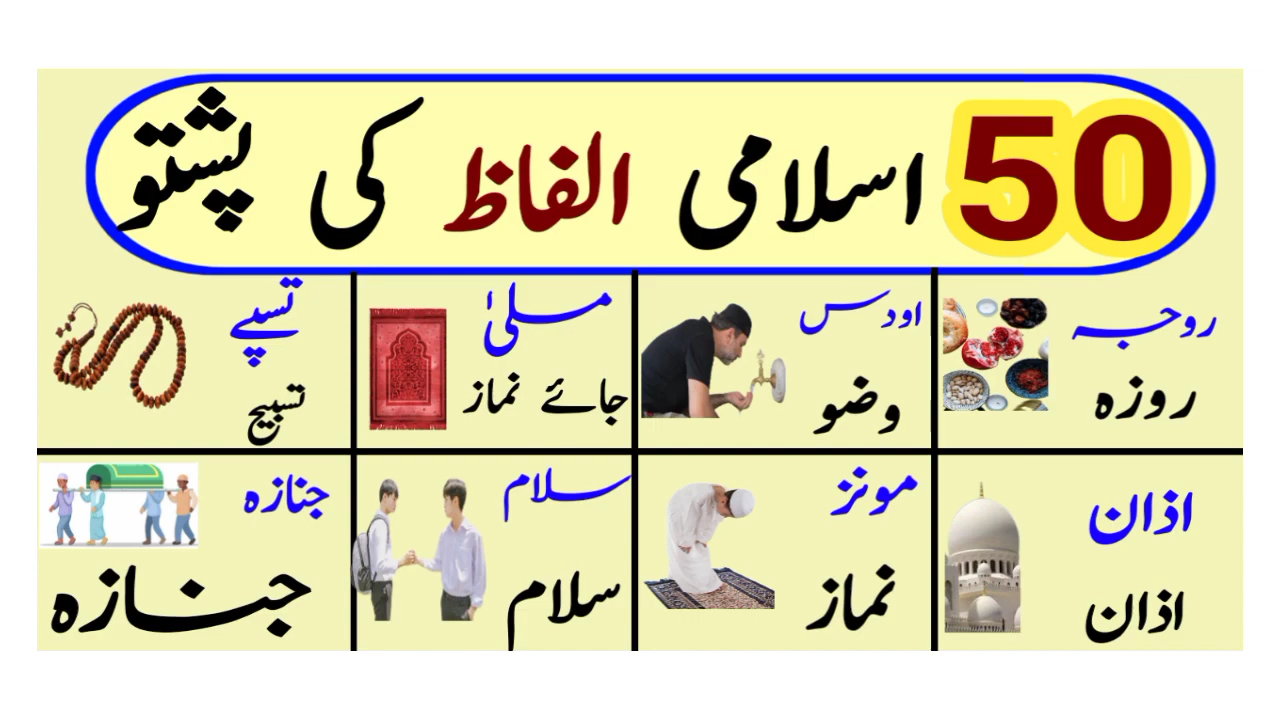 50 اسلامی الفاظ کی پشتو
روجہ
روزہ
اودس
وضو
مسلیٰ
جائے نماز
تسپے
تسبیح
اذان
اذان
مونز
نماز
سلام
سلام
جنازہ
جنازہ